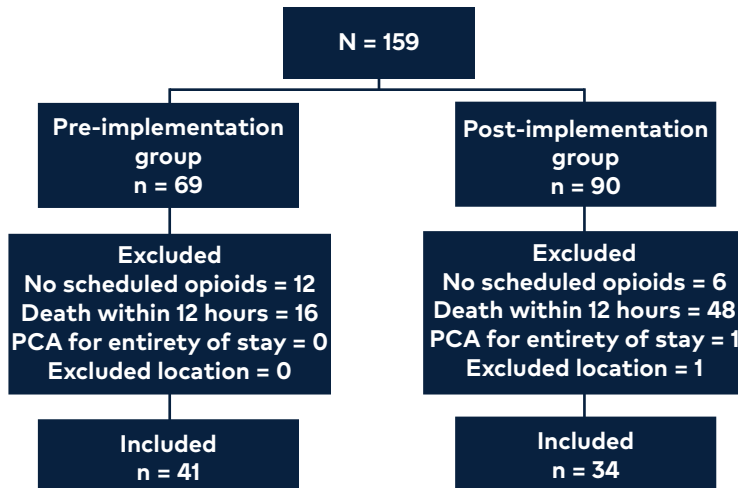 N = 159
Pre-implementation
group
n = 69
Post-implementation
group
n = 90
Excluded
No scheduled opioids = 12
Death within 12 hours = 16
PCA for entirety of stay = 0
Excluded location = 0
Excluded
No scheduled opioids = 6
Death within 12 hours = 48
PCA for entirety of stay = 1
Excluded location = 1
Included
n = 41
Included
n = 34